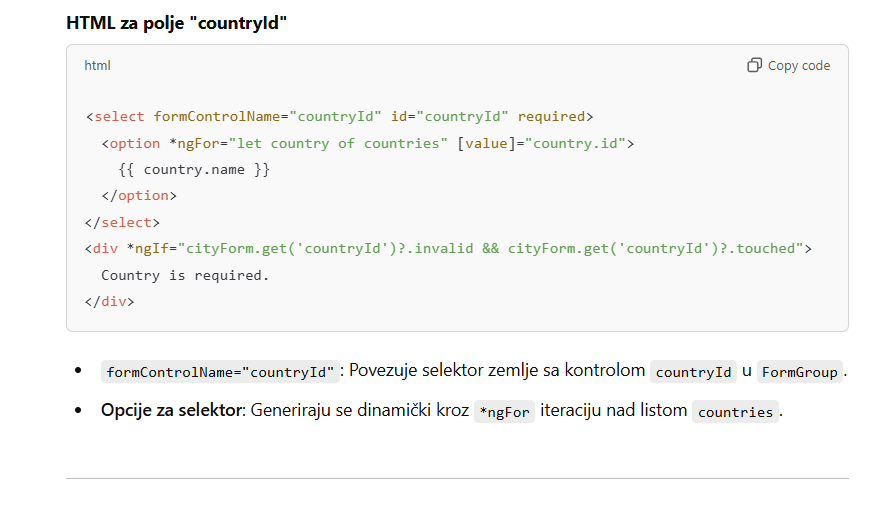 HTML za polje "countryId"
html
Copy code
<select formControlName="countryId" id="countryId" required>
<option *ngFor="let country of countries" [value]="country.id">
{{ country.name }}
</option>
</select>
<div *ngIf="cityForm.get('countryId')?.invalid && cityForm.get('countryId')?.touched">
Country is required.
</div>
formControlName="countryId": Povezuje selektor zemlje sa kontrolom countryId u FormGroup.
Opcije za selektor: Generiraju se dinamički kroz *ngFor iteraciju nad listom countries.